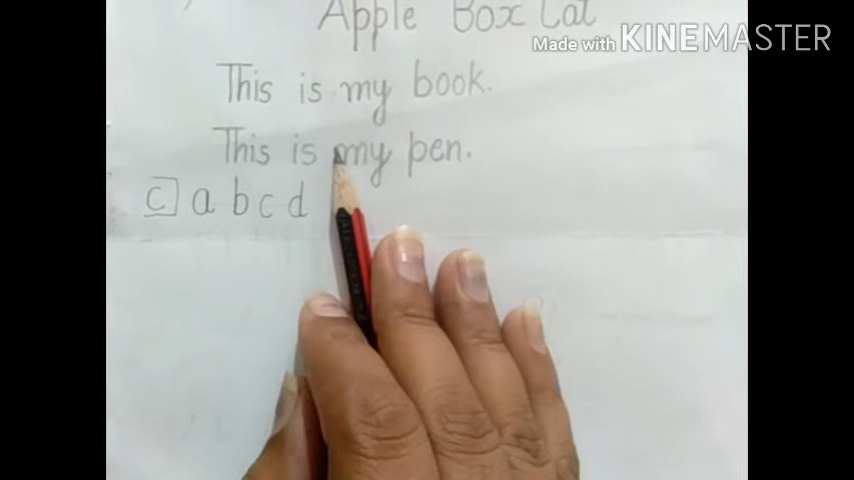 Apple Box Cat
Made with KINEMASTER
This is my book.
This is my pen.
C a b c d